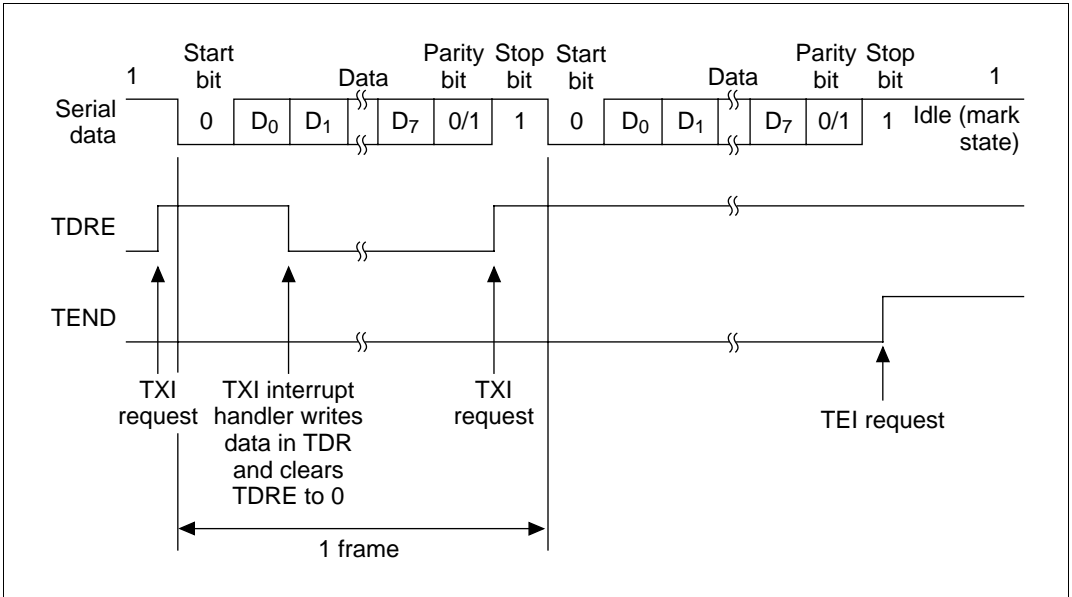 Start bit Parity bit Stop bit Start bit Parity bit Stop bit
1 Data Data 1
Serial data 0 D0 D1 D7 0/1 1 0 D0 D1 D7 0/1 1 Idle (mark state)
TDRE
TEND
TXI request
TXI interrupt handler writes data in TDR and clears TDRE to 0
TXI request
TEI request
1 frame